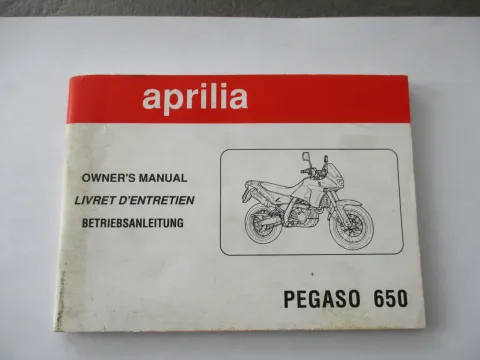 aprilia
OWNER'S MANUAL
LIVRET D'ENTRETIEN
BETRIEBSANLEITUNG
PEGASO 650